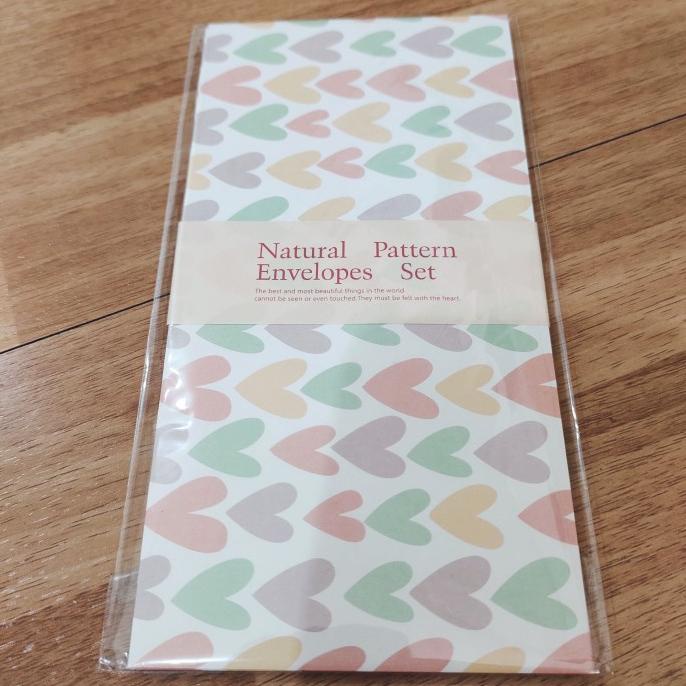 Natural Pattern
Envelopes Set
The best and most beautiful things in the world
cannot be seen or even touched.They must be felt with the heart.